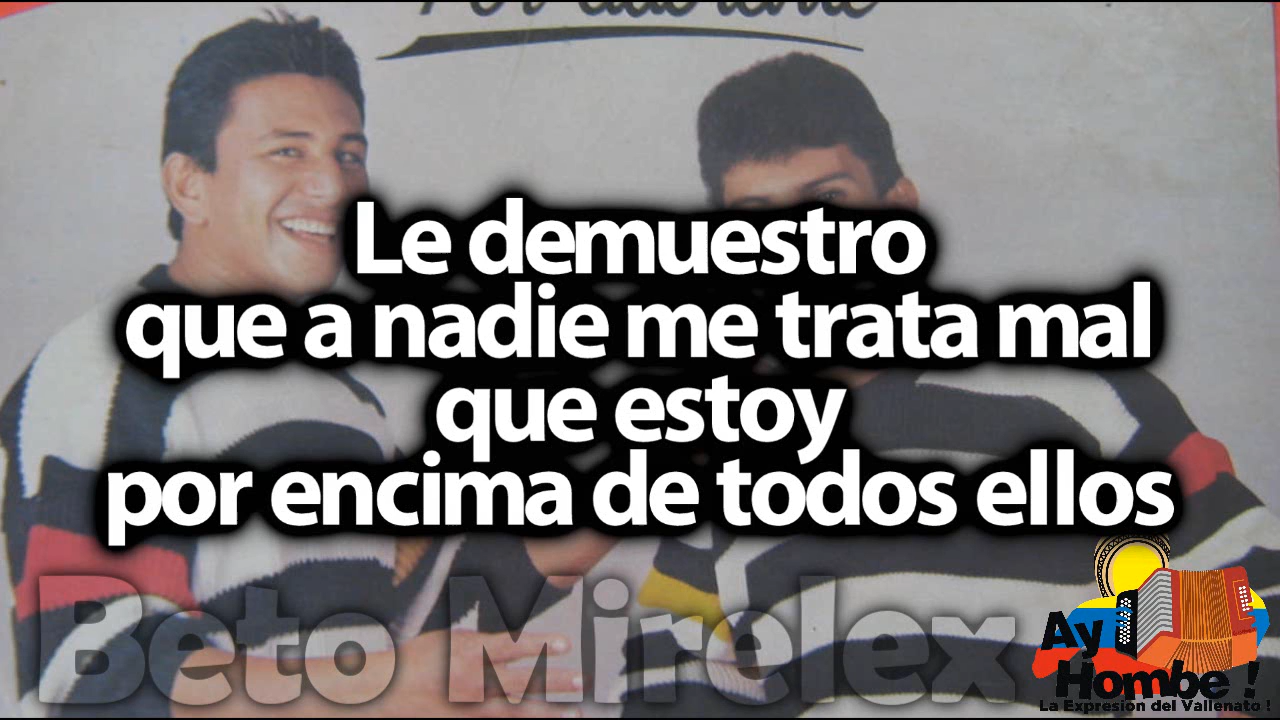 Le demuestro
que a nadie me trata mal
que estoy
por encima de todos ellos
Beto Mirelex
Ay
Hombe !
La Expresión del Vallenato !